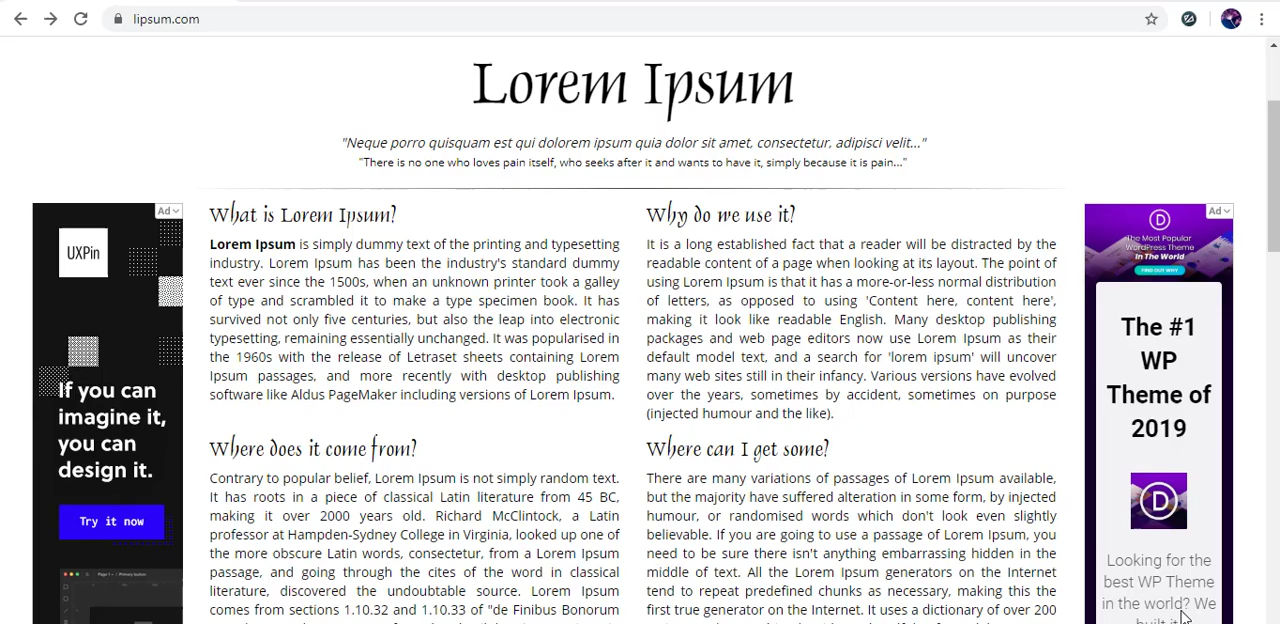 lipsum.com
Lorem Ipsum
"Neque porro quisquam est qui dolorem ipsum quia dolor sit amet, consectetur, adipisci velit..."
"There is no one who loves pain itself, who seeks after it and wants to have it, simply because it is pain..."
Ad
UXPin
If you can
imagine it,
you can
design it.
Try it now
Page 1
Primary button
What is Lorem Ipsum?
Lorem Ipsum is simply dummy text of the printing and typesetting
industry. Lorem Ipsum has been the industry's standard dummy
text ever since the 1500s, when an unknown printer took a galley
of type and scrambled it to make a type specimen book. It has
survived not only five centuries, but also the leap into electronic
typesetting, remaining essentially unchanged. It was popularised in
the 1960s with the release of Letraset sheets containing Lorem
Ipsum passages, and more recently with desktop publishing
software like Aldus PageMaker including versions of Lorem Ipsum.
Where does it come from?
Contrary to popular belief, Lorem Ipsum is not simply random text.
It has roots in a piece of classical Latin literature from 45 BC,
making it over 2000 years old. Richard McClintock, a Latin
professor at Hampden-Sydney College in Virginia, looked up one of
the more obscure Latin words, consectetur, from a Lorem Ipsum
passage, and going through the cites of the word in classical
literature, discovered the undoubtable source. Lorem Ipsum
comes from sections 1.10.32 and 1.10.33 of "de Finibus Bonorum
Why do we use it?
It is a long established fact that a reader will be distracted by the
readable content of a page when looking at its layout. The point of
using Lorem Ipsum is that it has a more-or-less normal distribution
of letters, as opposed to using 'Content here, content here',
making it look like readable English. Many desktop publishing
packages and web page editors now use Lorem Ipsum as their
default model text, and a search for 'lorem ipsum' will uncover
many web sites still in their infancy. Various versions have evolved
over the years, sometimes by accident, sometimes on purpose
(injected humour and the like).
Where can I get some?
There are many variations of passages of Lorem Ipsum available,
but the majority have suffered alteration in some form, by injected
humour, or randomised words which don't look even slightly
believable. If you are going to use a passage of Lorem Ipsum, you
need to be sure there isn't anything embarrassing hidden in the
middle of text. All the Lorem Ipsum generators on the Internet
tend to repeat predefined chunks as necessary, making this the
first true generator on the Internet. It uses a dictionary of over 200
Ad
D
The Most Popular
WordPress Theme
In The World
FIND OUT WHY
The #1
WP
Theme of
2019
D
Looking for the
best WP Theme
in the world? We
built it